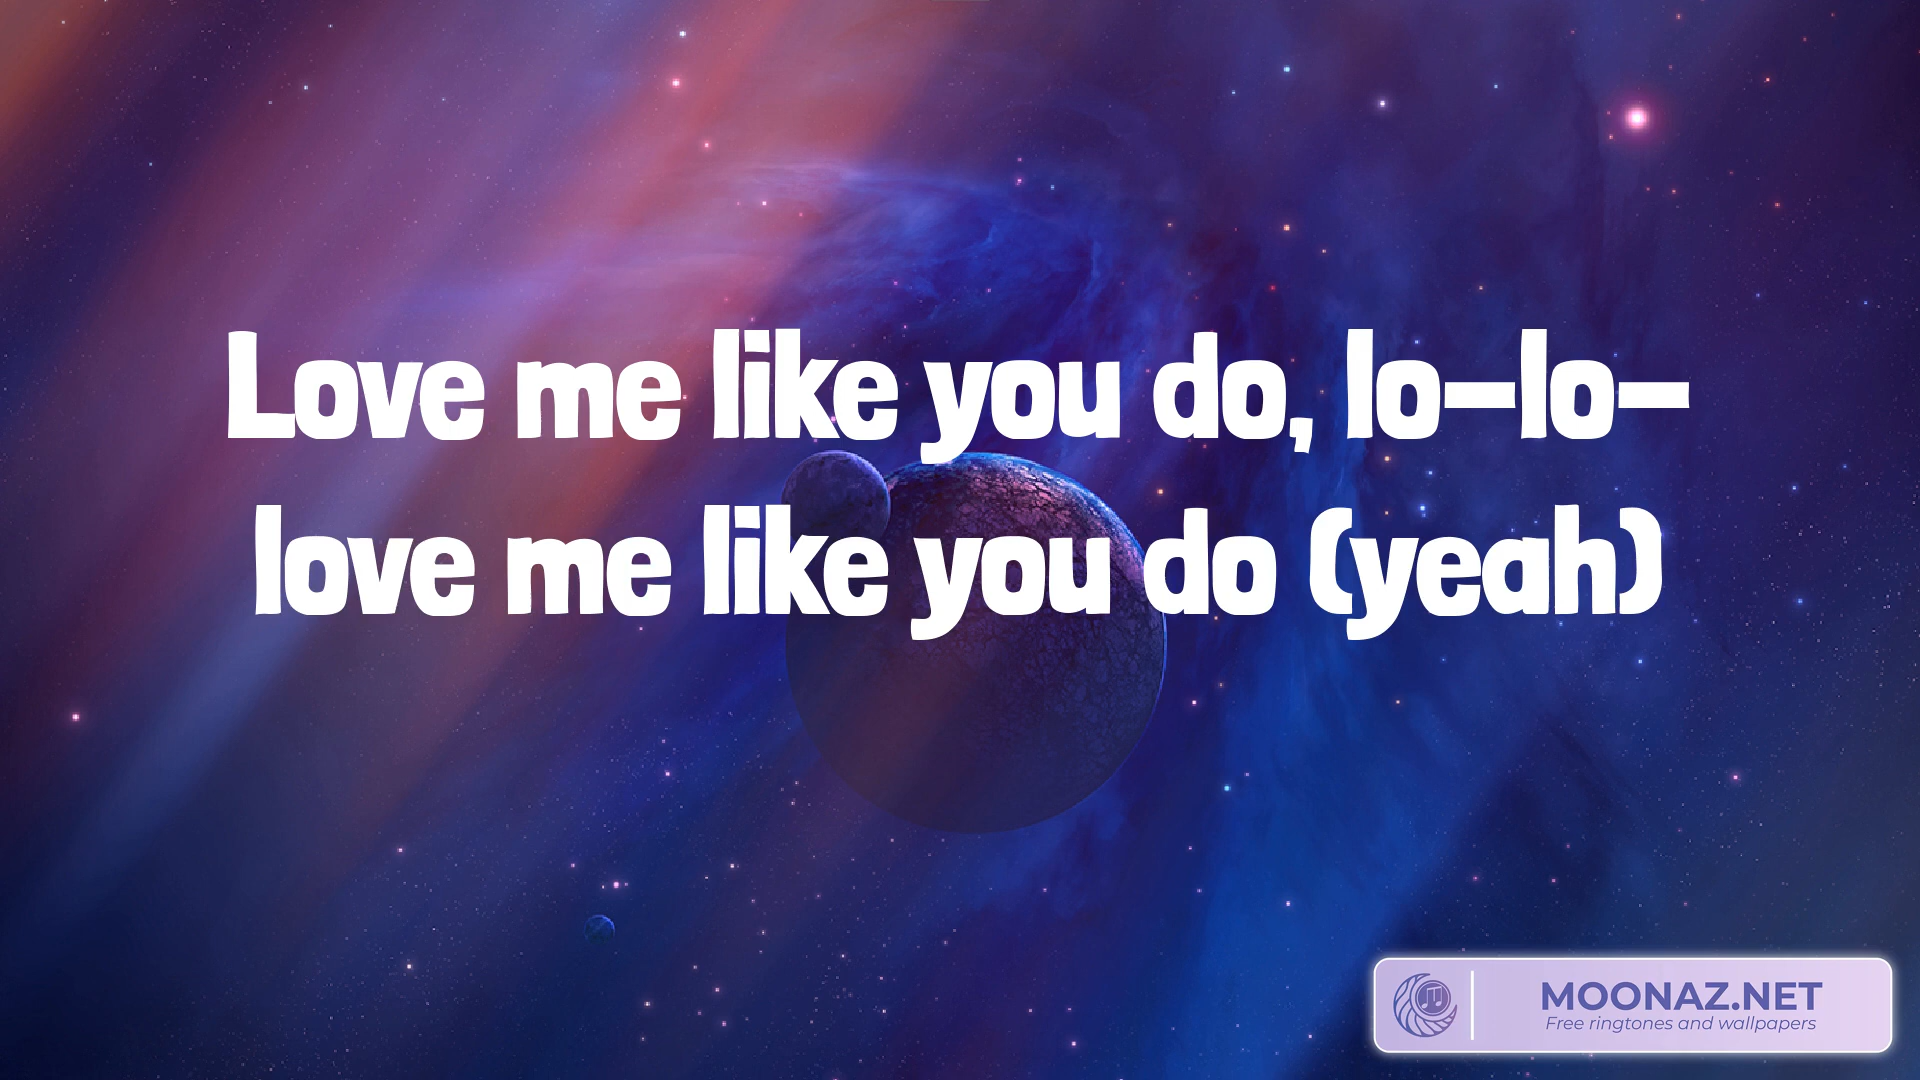 Love me like you do, lo-lo-
love me like you do (yeah)
MOONAZ.NET
Free ringtones and wallpapers